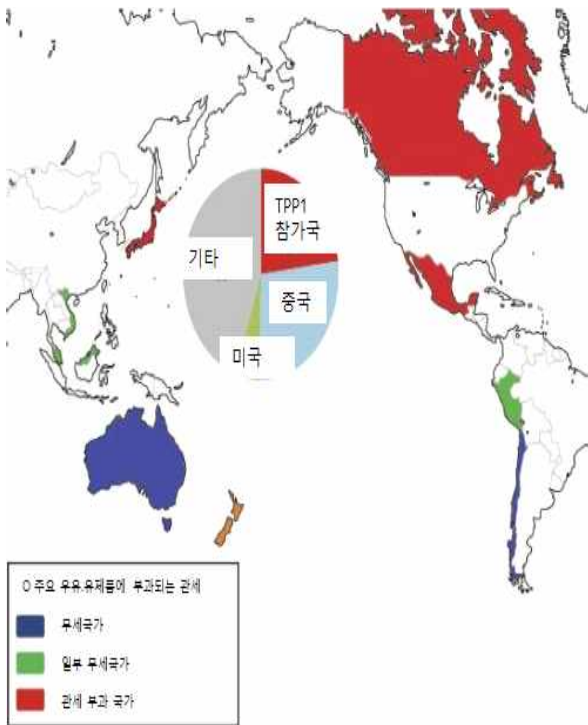 TPP1
참가국
기타
중국
미국
O 주요 우유.유제품에 부과되는 관세
무세국가
일부 무세국가
관세 부과 국가